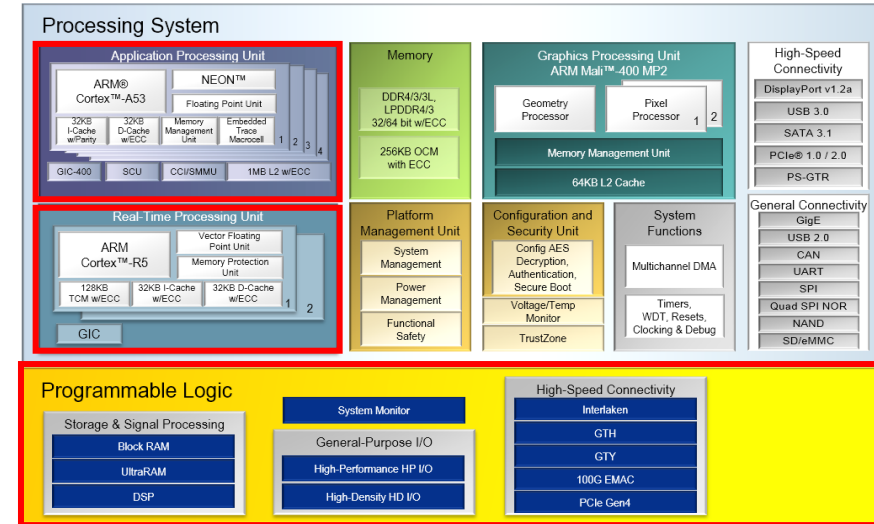 Processing System
Application Processing Unit
ARM®
Cortex™-A53
NEON™
Floating Point Unit
32KB
I-Cache
w/Parity
32KB
D-Cache
w/ECC
Memory
Management
Unit
Embedded
Trace
Macrocell
1
2
3
4
GIC-400
SCU
CCI/SMMU
1MB L2 w/ECC
Memory
DDR4/3/3L,
LPDDR4/3
32/64 bit w/ECC
256KB OCM
with ECC
Graphics Processing Unit
ARM Mali™-400 MP2
Geometry
Processor
Pixel
Processor
1
2
Memory Management Unit
64KB L2 Cache
High-Speed
Connectivity
DisplayPort v1.2a
USB 3.0
SATA 3.1
PCIe® 1.0 / 2.0
PS-GTR
Real-Time Processing Unit
ARM
Cortex™-R5
Vector Floating
Point Unit
Memory Protection
Unit
128KB
TCM w/ECC
32KB I-Cache
w/ECC
32KB D-Cache
w/ECC
1
2
GIC
Platform
Management Unit
System
Management
Power
Management
Functional
Safety
Configuration and
Security Unit
Config AES
Decryption,
Authentication,
Secure Boot
Voltage/Temp
Monitor
TrustZone
System
Functions
Multichannel DMA
Timers,
WDT, Resets,
Clocking & Debug
General Connectivity
GigE
USB 2.0
CAN
UART
SPI
Quad SPI NOR
NAND
SD/eMMC
Programmable Logic
Storage & Signal Processing
Block RAM
UltraRAM
DSP
System Monitor
General-Purpose I/O
High-Performance HP I/O
High-Density HD I/O
High-Speed Connectivity
Interlaken
GTH
GTY
100G EMAC
PCIe Gen4